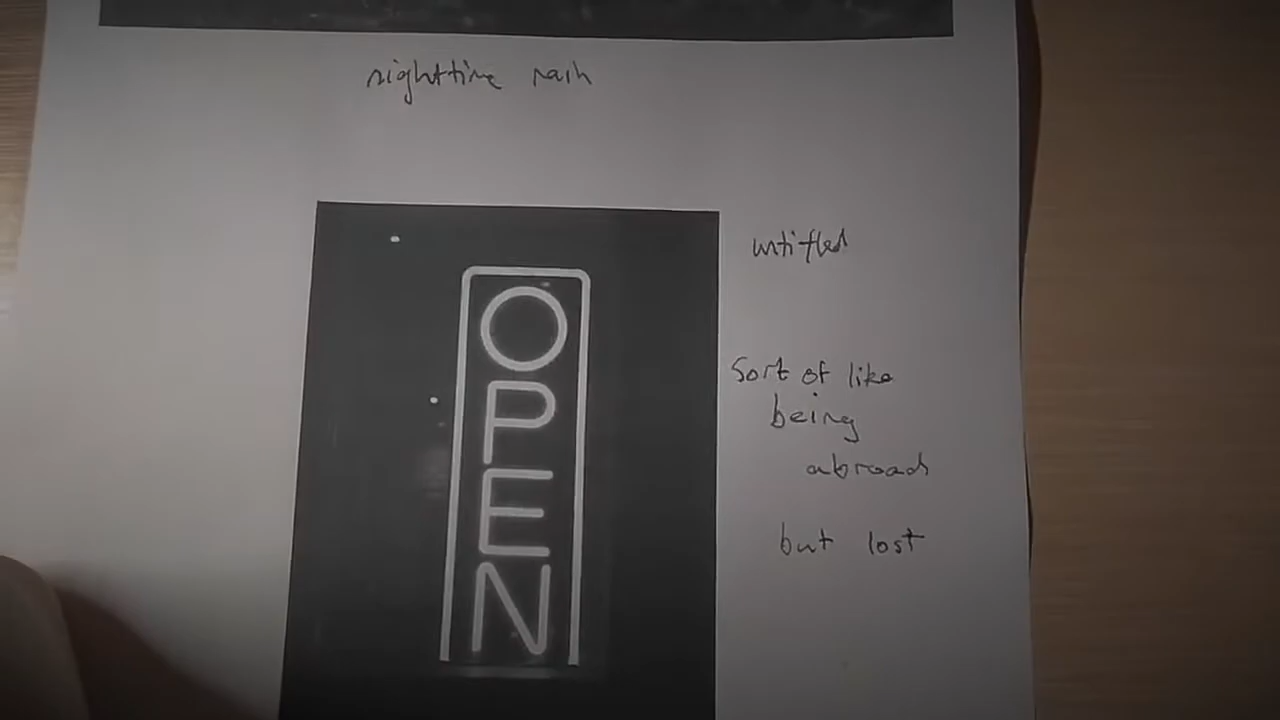 nighttime rain
untitled
OPEN
Sort of like
being
abroad
but lost